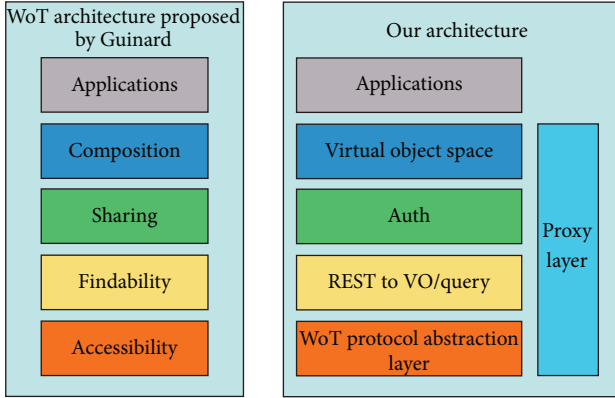 WoT architecture proposed
by Guinard
Applications
Composition
Sharing
Findability
Accessibility
Our architecture
Applications
Virtual object space
Auth
REST to VO/query
WoT protocol abstraction
layer
Proxy
layer